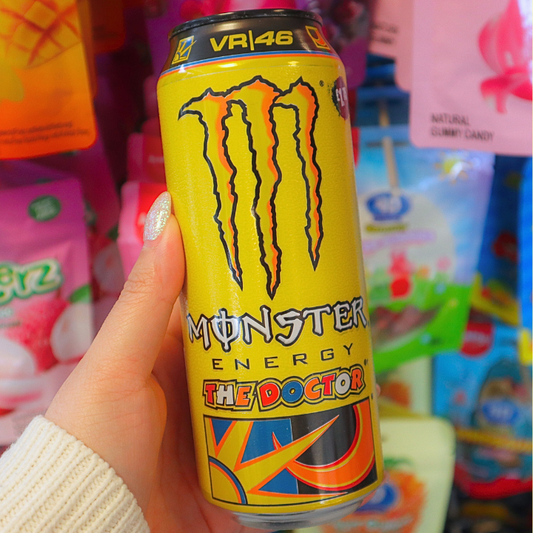 VR|46
MONSTER
ENERGY
THE DOCTOR
NATURAL
GUMMY CANDY